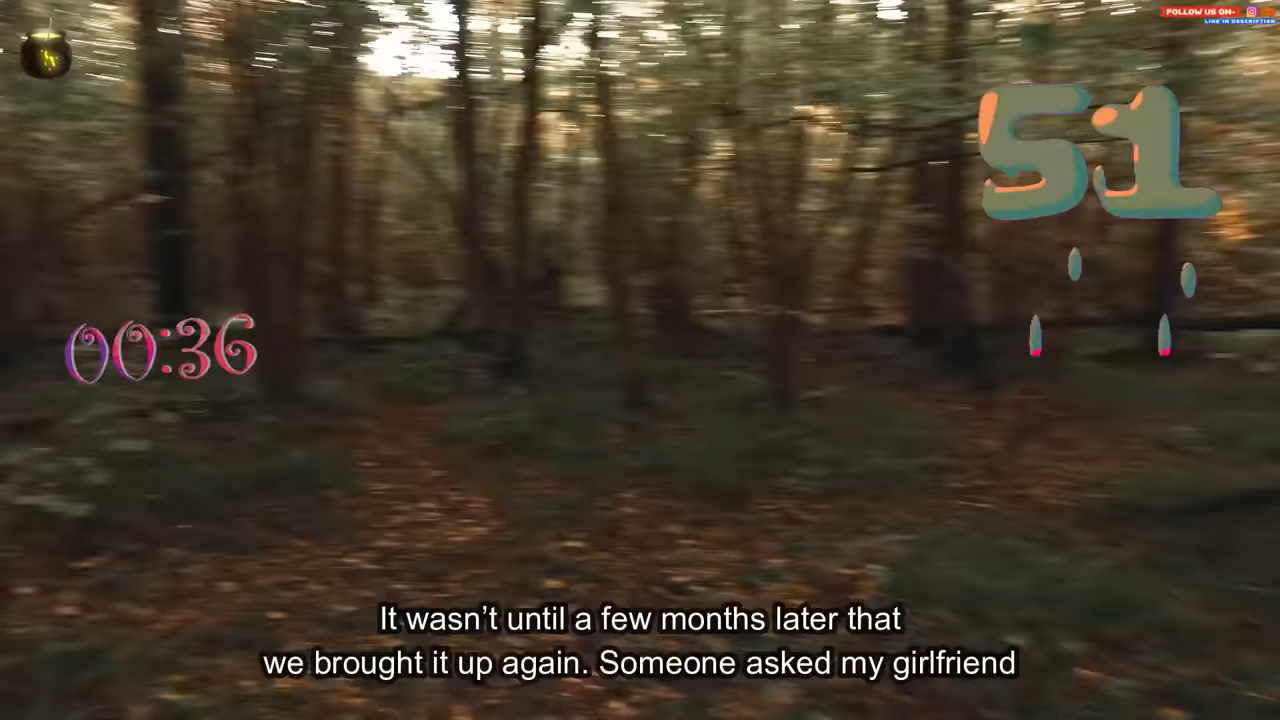 FOLLOW US ON-
LINK IN DESCRIPTION
51
00:36
It wasn’t until a few months later that
we brought it up again. Someone asked my girlfriend